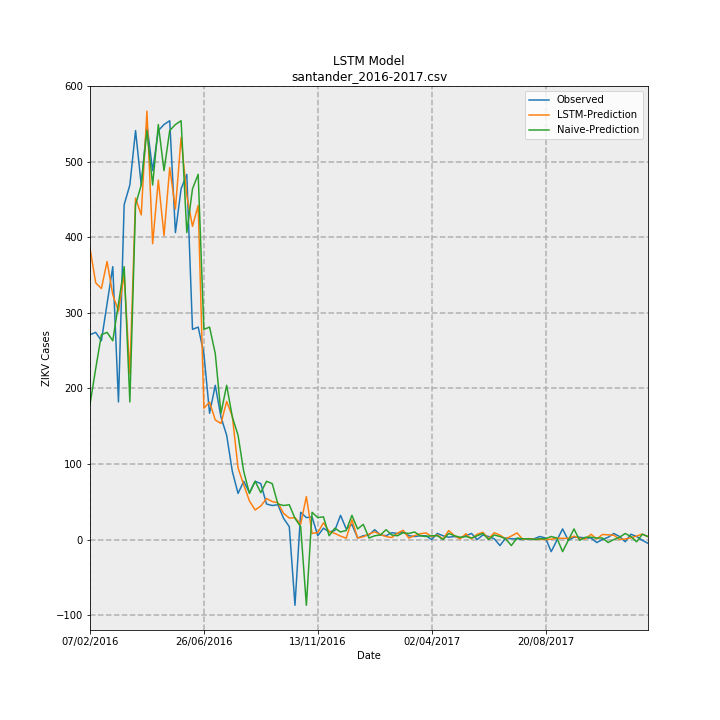 LSTM Model
santander_2016-2017.csv
Observed
LSTM-Prediction
Naive-Prediction
600
500
400
300
200
100
0
−100
ZIKV Cases
07/02/2016
26/06/2016
13/11/2016
02/04/2017
20/08/2017
Date